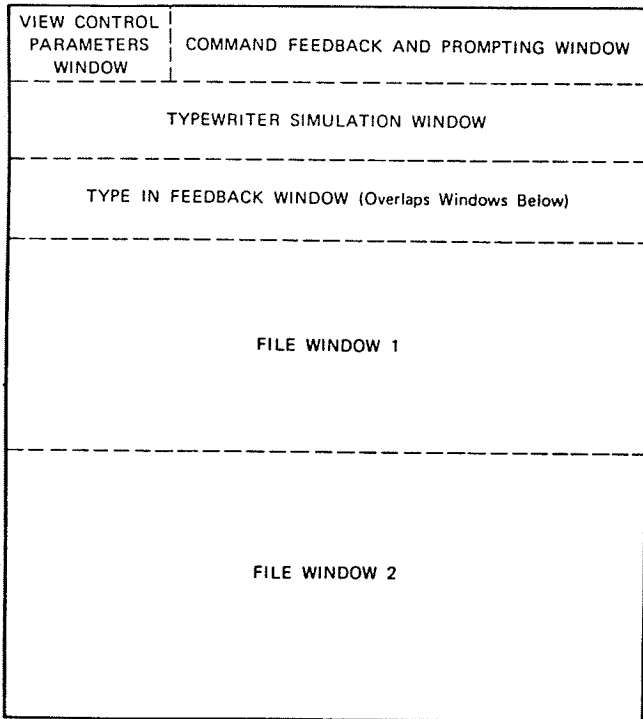 VIEW CONTROL
PARAMETERS
WINDOW
COMMAND FEEDBACK AND PROMPTING WINDOW
TYPEWRITER SIMULATION WINDOW
TYPE IN FEEDBACK WINDOW (Overlaps Windows Below)
FILE WINDOW 1
FILE WINDOW 2